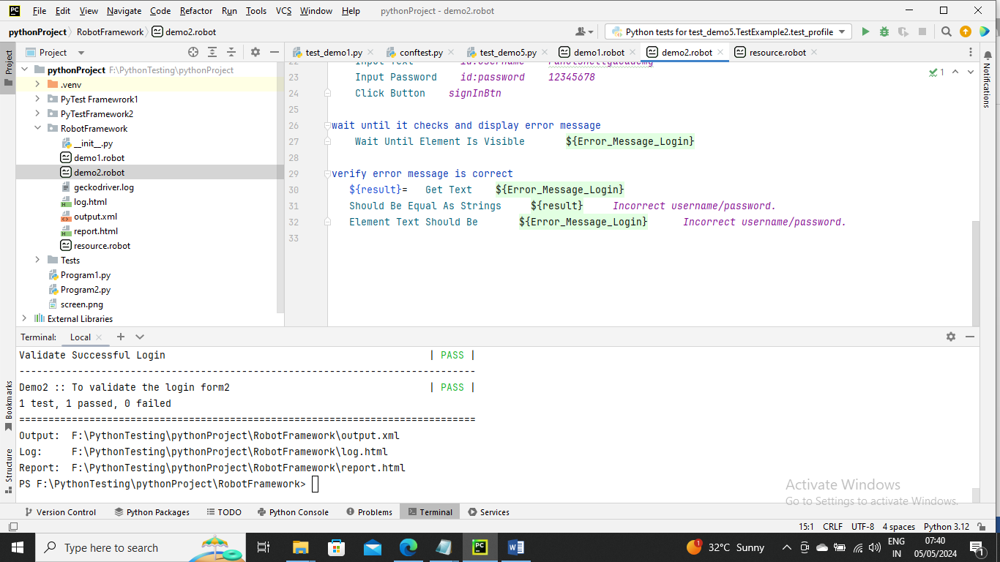 File Edit View Navigate Code Refactor Run Tools VCS Window Help pythonProject - demo2.robot
pythonProject RobotFramework demo2.robot Python tests for test_demo5.TestExample2.test_profile
Project
Project
test_demo1.py conftest.py test_demo5.py demo1.robot demo2.robot resource.robot
Notifications
pythonProject F:\PythonTesting\pythonProject
.venv
PyTest Framewrork1
PyTestFramework2
RobotFramework
__init__.py
demo1.robot
demo2.robot
geckodriver.log
log.html
output.xml
report.html
resource.robot
Tests
Program1.py
Program2.py
screen.png
External Libraries
1
23 Input Password id:password 12345678
24 Click Button signInBtn
25
26 wait until it checks and display error message
27 Wait Until Element Is Visible ${Error_Message_Login}
28
29 verify error message is correct
30 ${result}= Get Text ${Error_Message_Login}
31 Should Be Equal As Strings ${result} Incorrect username/password.
32 Element Text Should Be ${Error_Message_Login} Incorrect username/password.
33
Terminal: Local
Validate Successful Login | PASS |
------------------------------------------------------------------------------
Demo2 :: To validate the login form2 | PASS |
1 test, 1 passed, 0 failed
==============================================================================
Output: F:\PythonTesting\pythonProject\RobotFramework\output.xml
Log: F:\PythonTesting\pythonProject\RobotFramework\log.html
Report: F:\PythonTesting\pythonProject\RobotFramework\report.html
PS F:\PythonTesting\pythonProject\RobotFramework>
Bookmarks
Structure
Activate Windows
Go to Settings to activate Windows.
Version Control Python Packages TODO Python Console Problems Terminal Services
15:1 CRLF UTF-8 4 spaces Python 3.12
Type here to search 1 32°C Sunny ENG 07:40
IN 05/05/2024 1